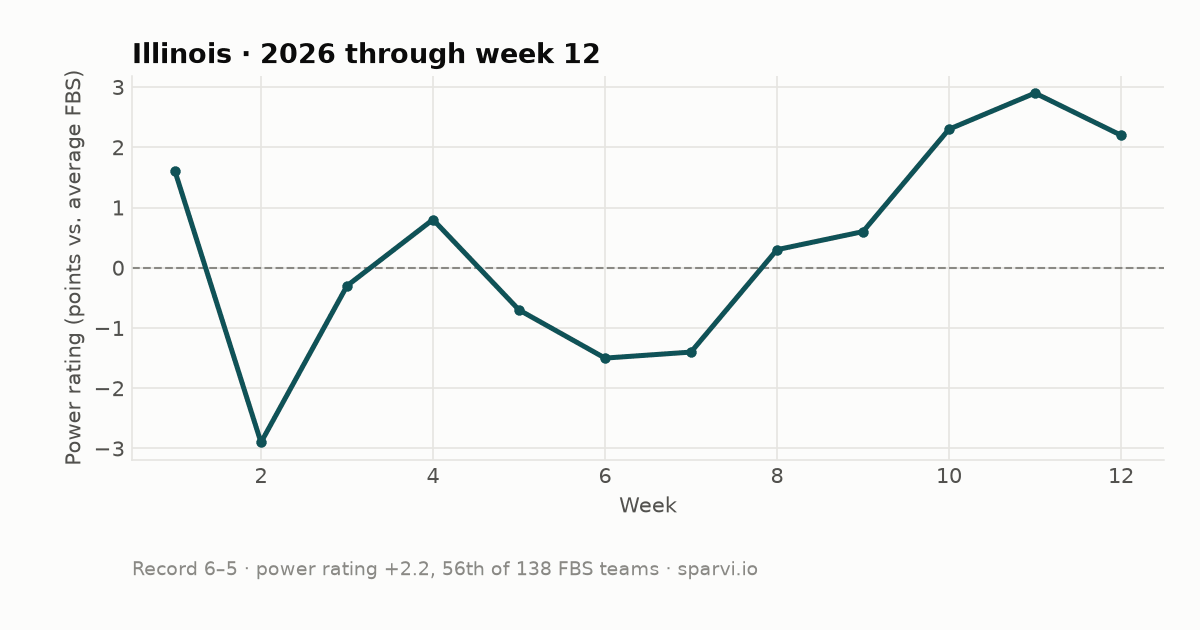 Illinois · 2026 through week 12
Power rating (points vs. average FBS)
3
2
1
0
−1
−2
−3
2 4 6 8 10 12
Week
Record 6–5 · power rating +2.2, 56th of 138 FBS teams · sparvi.io